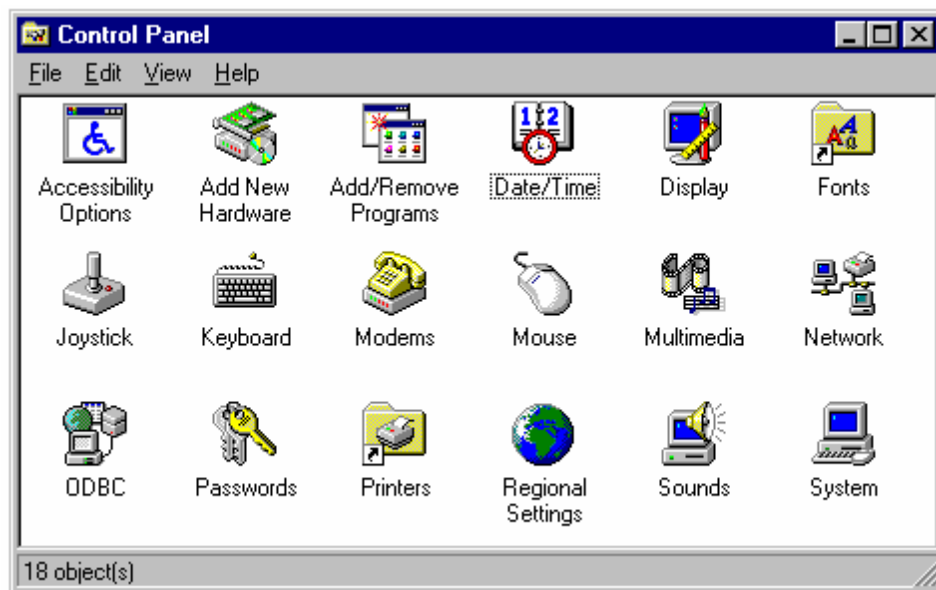 Control Panel
File Edit View Help
Accessibility Options
Add New Hardware
Add/Remove Programs
Date/Time
Display
Fonts
Joystick
Keyboard
Modems
Mouse
Multimedia
Network
ODBC
Passwords
Printers
Regional Settings
Sounds
System
18 object(s)